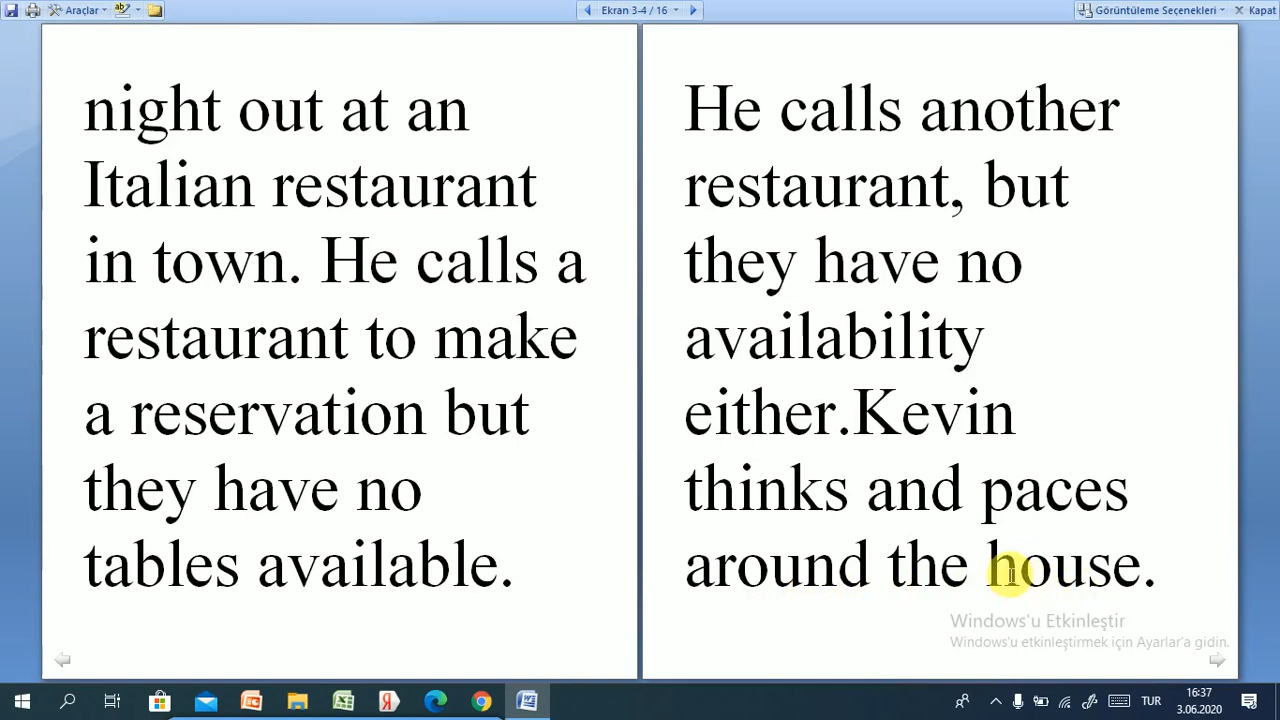 Araçlar
Ekran 3-4 / 16
Görüntüleme Seçenekleri
Kapat
night out at an
Italian restaurant
in town. He calls a
restaurant to make
a reservation but
they have no
tables available.
He calls another
restaurant, but
they have no
availability
either.Kevin
thinks and paces
around the house.
Windows'u Etkinleştir
Windows'u etkinleştirmek için Ayarlar'a gidin.
TUR
16:37
3.06.2020